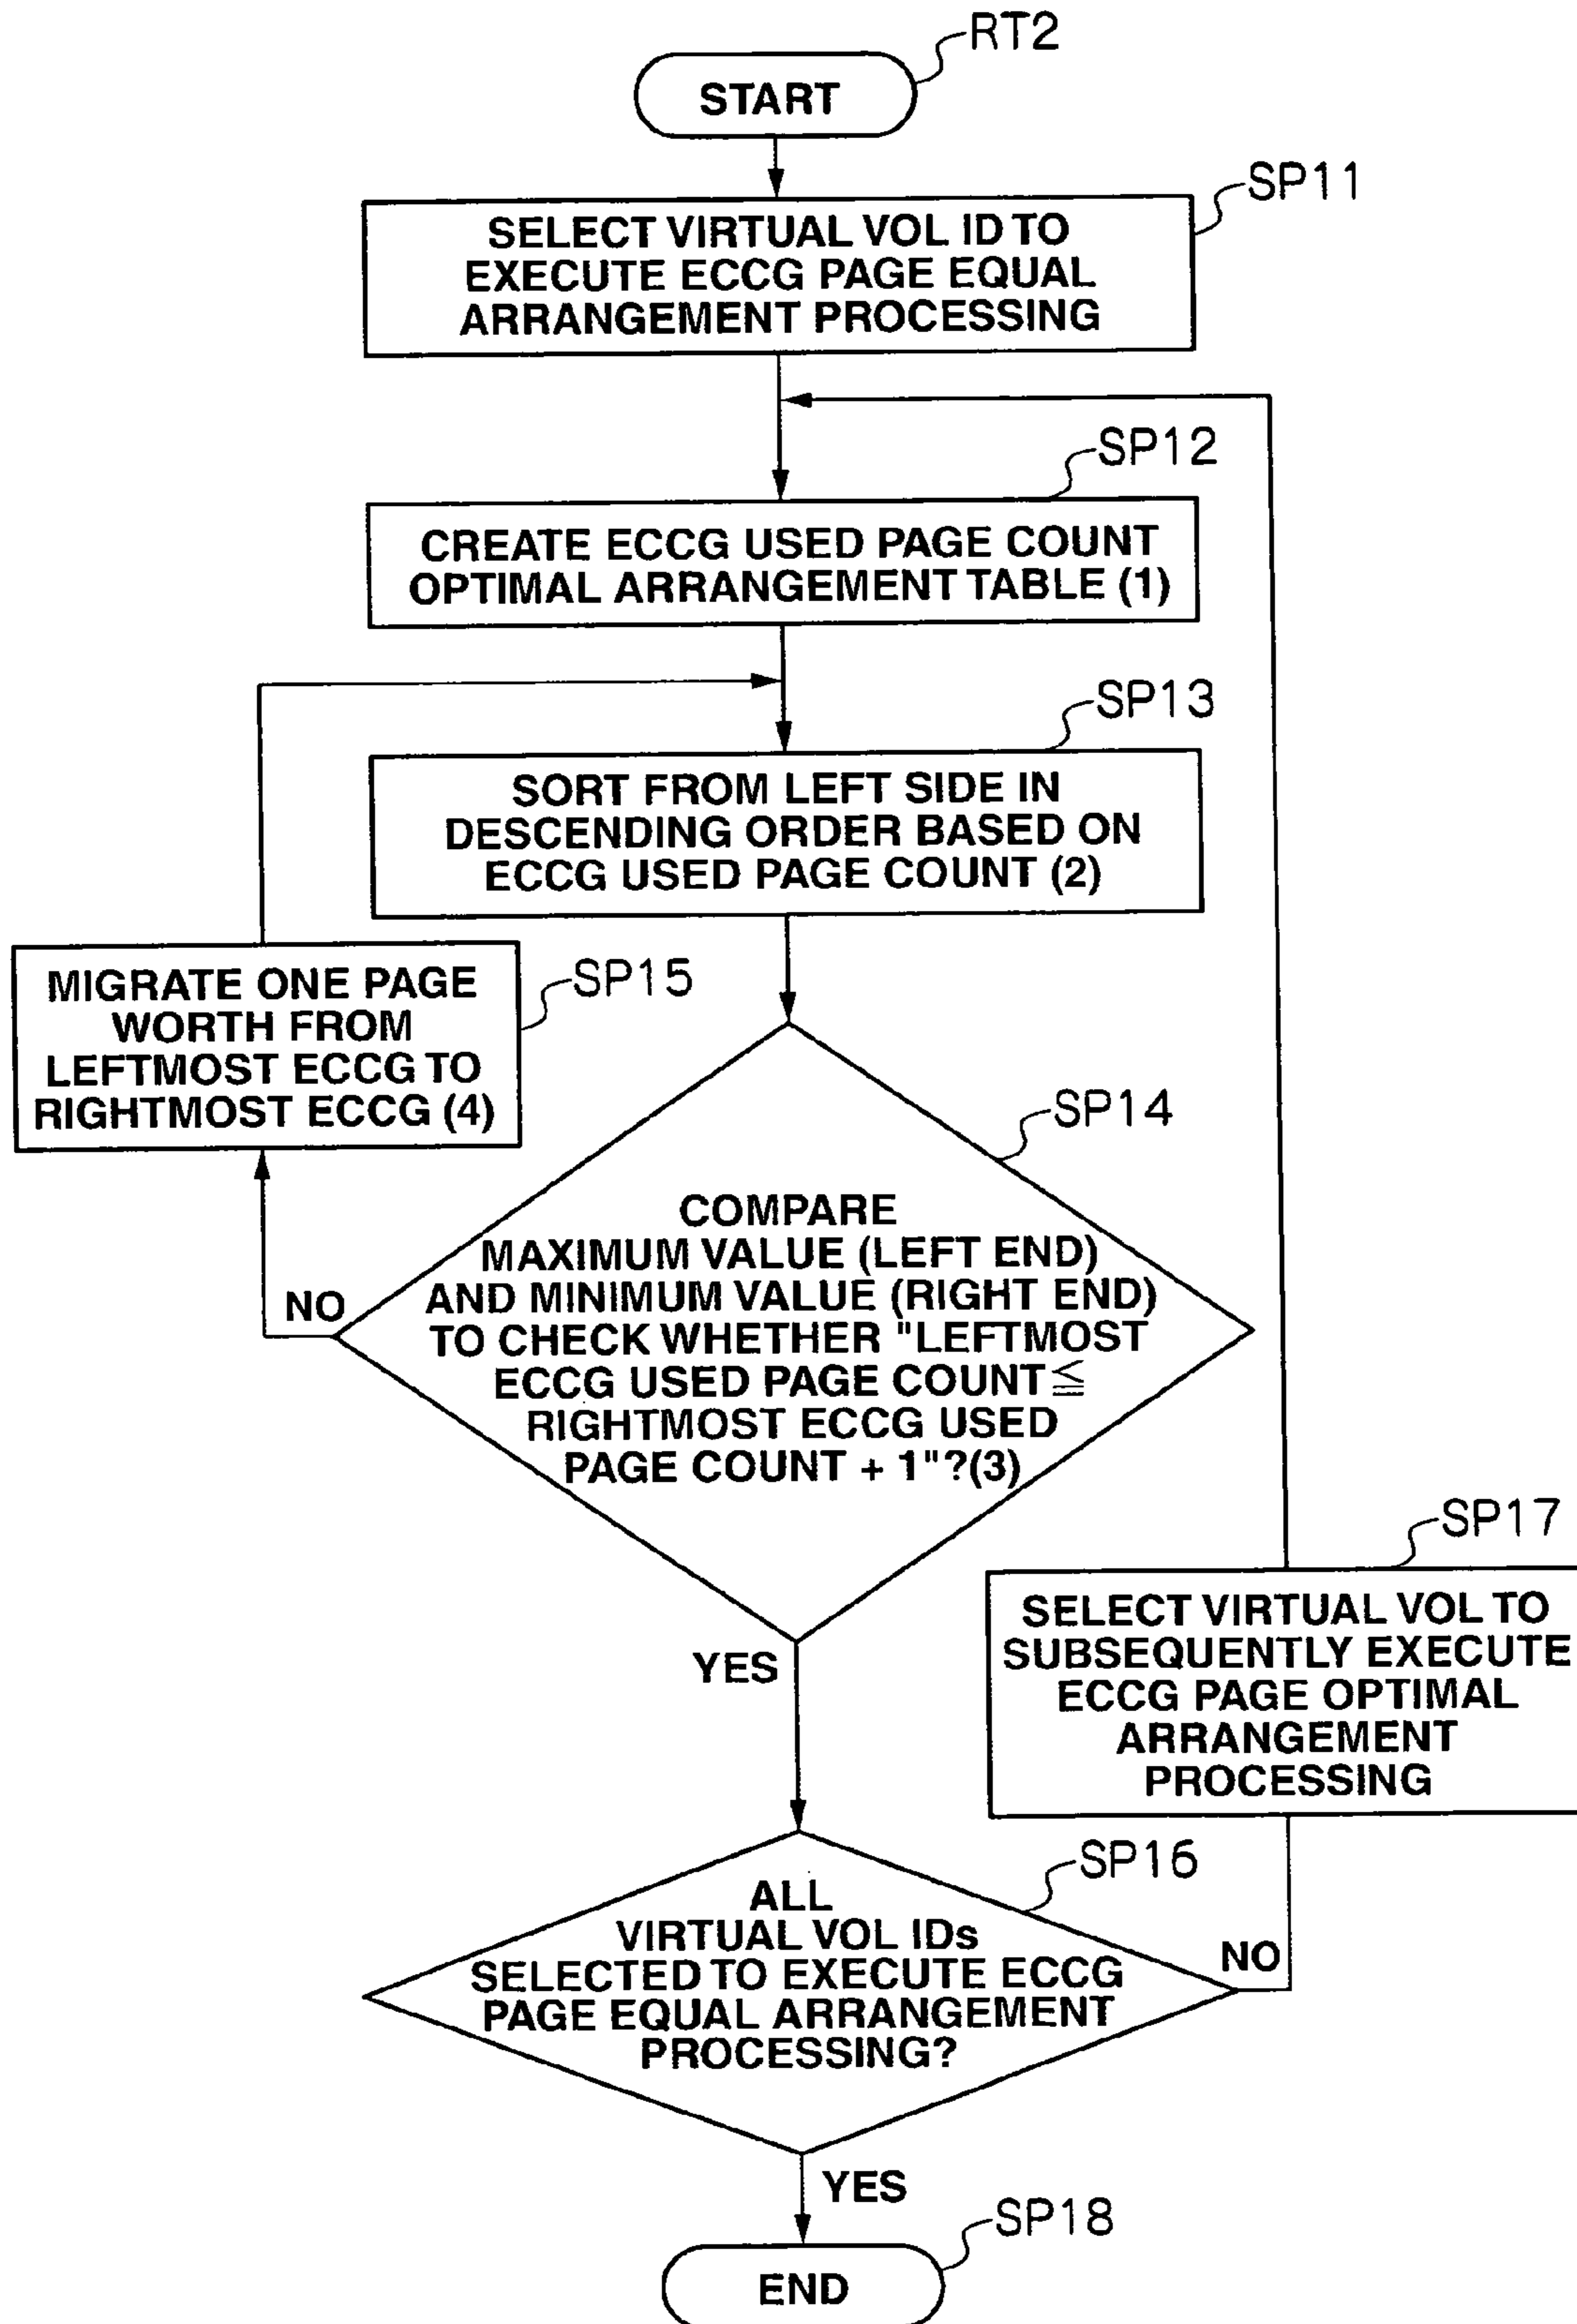 RT2
START
SP11
SELECT VIRTUAL VOL ID TO
EXECUTE ECCG PAGE EQUAL
ARRANGEMENT PROCESSING
SP12
CREATE ECCG USED PAGE COUNT
OPTIMAL ARRANGEMENT TABLE (1)
SP13
SORT FROM LEFT SIDE IN
DESCENDING ORDER BASED ON
ECCG USED PAGE COUNT (2)
SP15
MIGRATE ONE PAGE
WORTH FROM
LEFTMOST ECCG TO
RIGHTMOST ECCG (4)
SP14
COMPARE
MAXIMUM VALUE (LEFT END)
AND MINIMUM VALUE (RIGHT END)
TO CHECK WHETHER "LEFTMOST
ECCG USED PAGE COUNT≦
RIGHTMOST ECCG USED
PAGE COUNT + 1"?(3)
NO
YES
SP17
SELECT VIRTUAL VOL TO
SUBSEQUENTLY EXECUTE
ECCG PAGE OPTIMAL
ARRANGEMENT
PROCESSING
SP16
ALL
VIRTUAL VOL IDs
SELECTED TO EXECUTE ECCG
PAGE EQUAL ARRANGEMENT
PROCESSING?
NO
YES
SP18
END